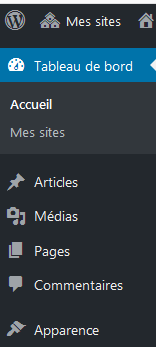 Mes sites
Tableau de bord
Accueil
Mes sites
Articles
Médias
Pages
Commentaires
Apparence